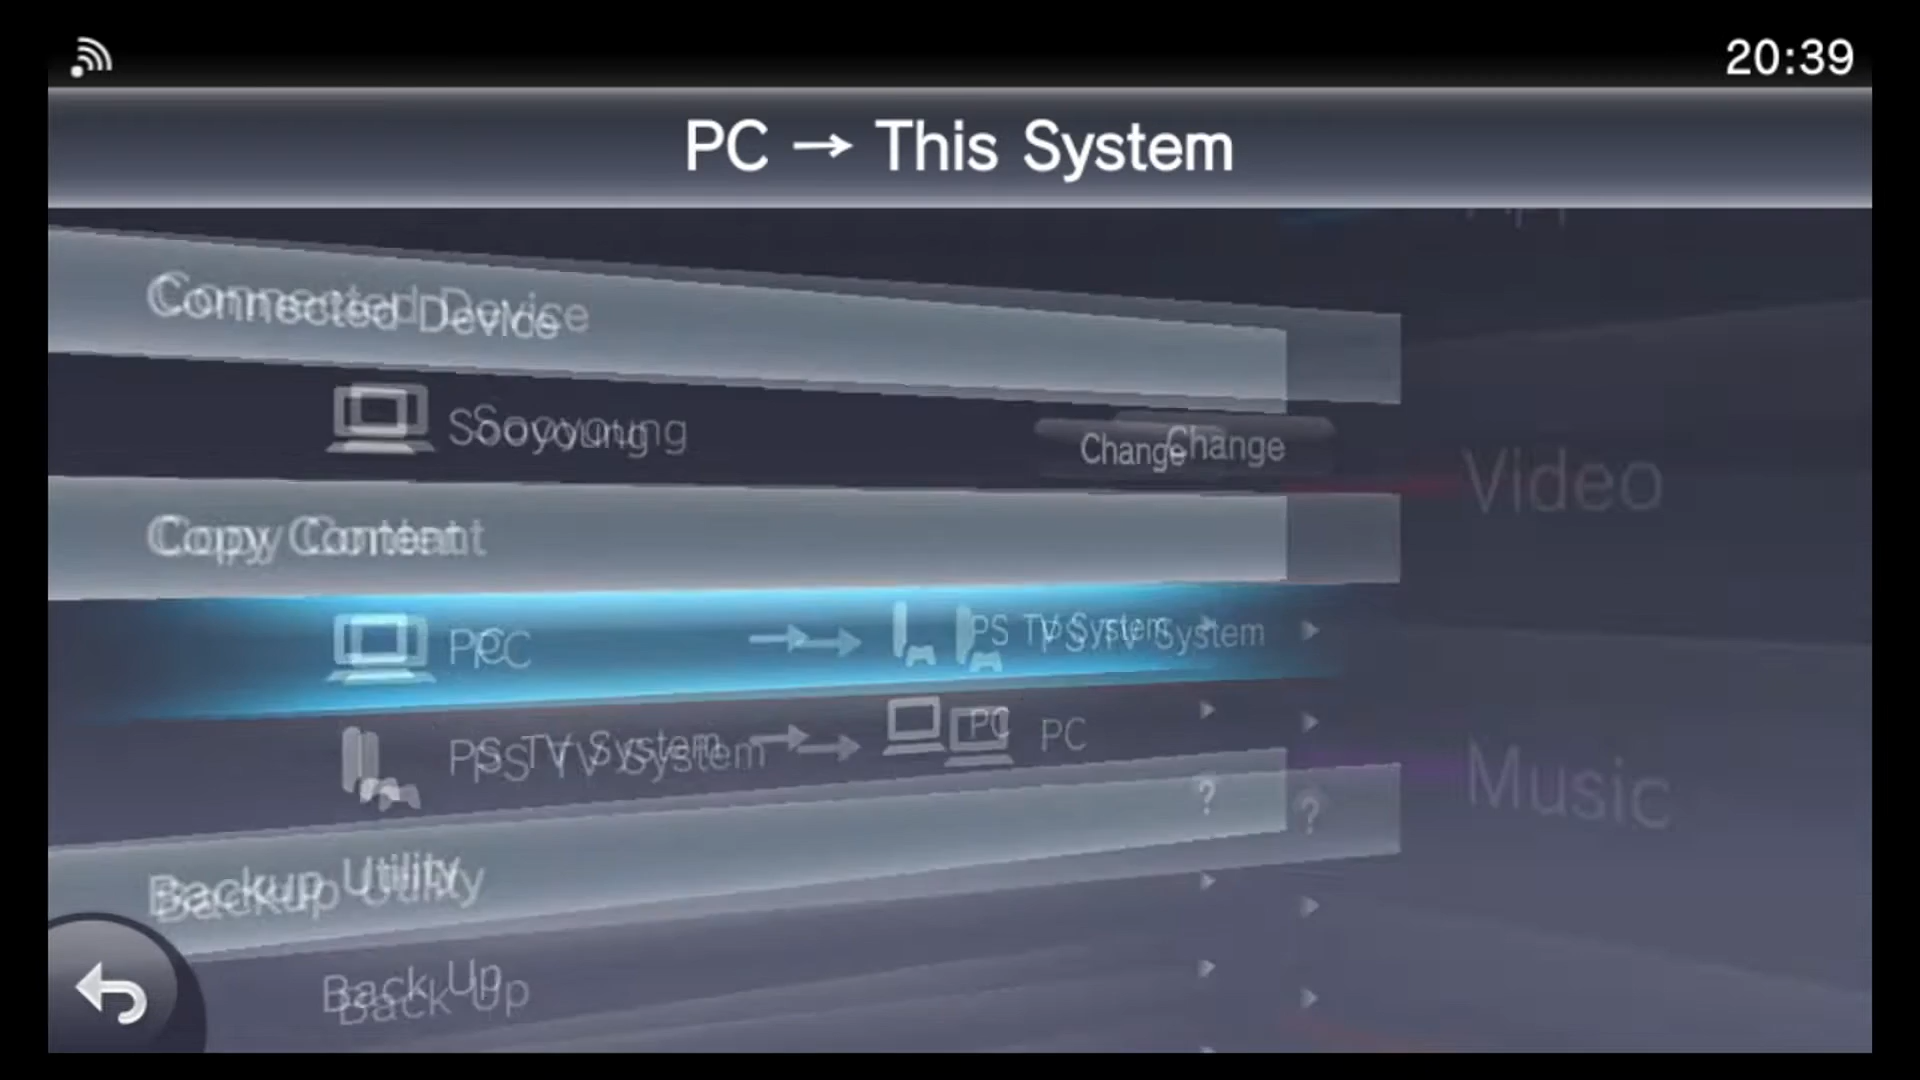 20:39
PC → This System
Connected Device
Sooyoung
Change
Copy Content
PC → PS TV System
PS TV System → PC
Backup Utility ?
Back Up
Video
Music